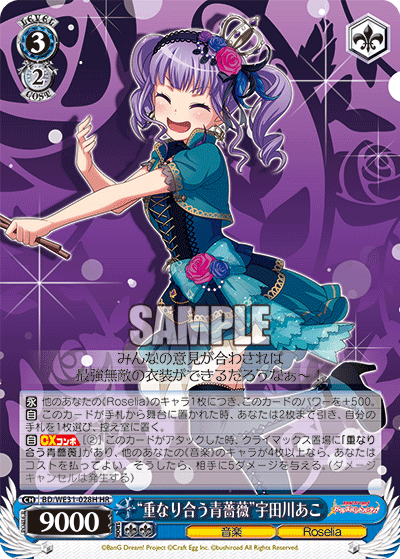 LEVEL
3
2
COST
SAMPLE
みんなの意見が合わされば
最強無敵の衣装ができるだろうなぁ～！
永 他のあなたの《Roselia》のキャラ1枚につき、このカードのパワーを+500。
自 このカードが手札から舞台に置かれた時、あなたは2枚まで引き、自分の
手札を1枚選び、控え室に置く。
自 CXコンボ [②] このカードがアタックした時、クライマックス置場に「重なり
合う青薔薇」があり、他のあなたの《音楽》のキャラが4枚以上なら、あなたは
コストを払ってよい。そうしたら、相手に5ダメージを与える。（ダメージ
キャンセルは発生する）
CH BD/WE31-028H HR
9000
“重なり合う青薔薇”宇田川あこ
音楽
Roselia
©BanG Dream! Project ©Craft Egg Inc. ©bushiroad All Rights Reserved.